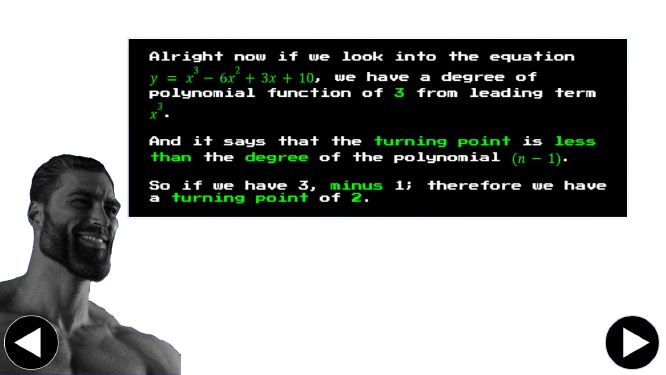 Alright now if we look into the equation
y = x³ − 6x² + 3x + 10, we have a degree of
polynomial function of 3 from leading term
x³.
And it says that the turning point is less
than the degree of the polynomial (n − 1).
So if we have 3, minus 1; therefore we have
a turning point of 2.